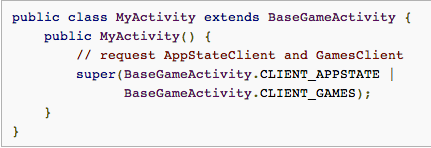 public class MyActivity extends BaseGameActivity {
    public MyActivity() {
        // request AppStateClient and GamesClient
        super(BaseGameActivity.CLIENT_APPSTATE |
              BaseGameActivity.CLIENT_GAMES);
    }
}